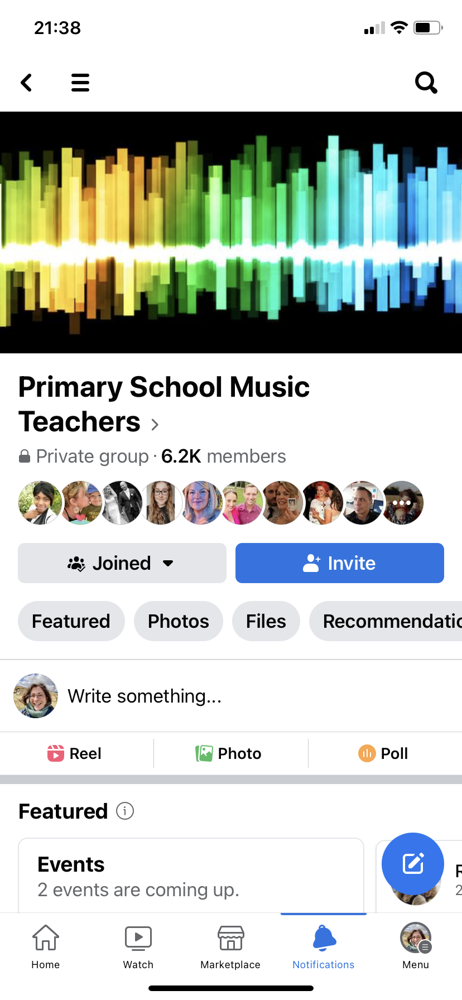 21:38
Primary School Music
Teachers
Private group · 6.2K members
Joined
Invite
Featured
Photos
Files
Recommendatio
Write something...
Reel
Photo
Poll
Featured
Events
2 events are coming up.
R
2
Home
Watch
Marketplace
Notifications
Menu